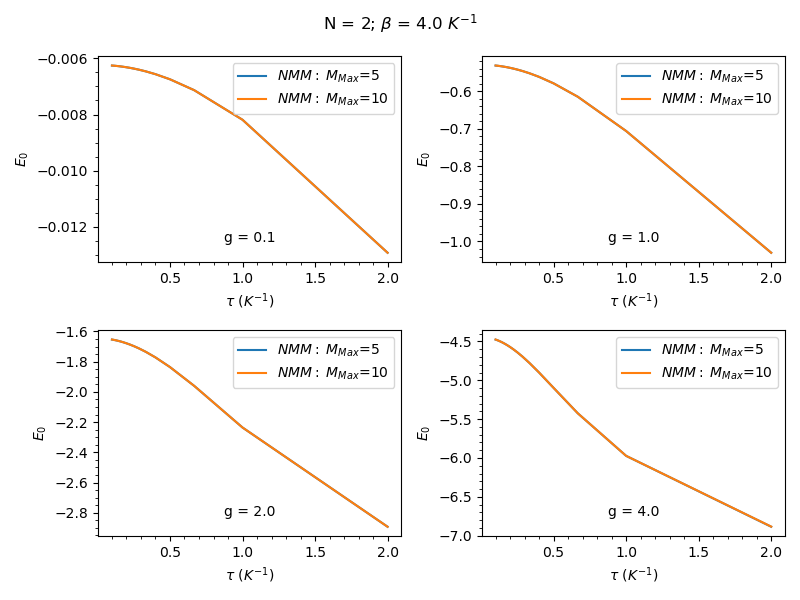 N = 2; β = 4.0 K⁻¹
−0.006
−0.008
−0.010
−0.012
E₀
NMM : M_Max=5
NMM : M_Max=10
g = 0.1
0.5 1.0 1.5 2.0
τ (K⁻¹)
−0.6
−0.7
−0.8
−0.9
−1.0
E₀
NMM : M_Max=5
NMM : M_Max=10
g = 1.0
0.5 1.0 1.5 2.0
τ (K⁻¹)
−1.6
−1.8
−2.0
−2.2
−2.4
−2.6
−2.8
E₀
NMM : M_Max=5
NMM : M_Max=10
g = 2.0
0.5 1.0 1.5 2.0
τ (K⁻¹)
−4.5
−5.0
−5.5
−6.0
−6.5
−7.0
E₀
NMM : M_Max=5
NMM : M_Max=10
g = 4.0
0.5 1.0 1.5 2.0
τ (K⁻¹)